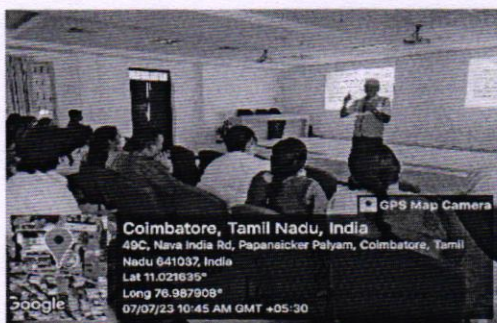 GPS Map Camera
Coimbatore, Tamil Nadu, India
49C, Nava India Rd, Papanaicker Palyam, Coimbatore, Tamil
Nadu 641037, India
Lat 11.021635°
Long 76.987908°
07/07/23 10:45 AM GMT +05:30
Google